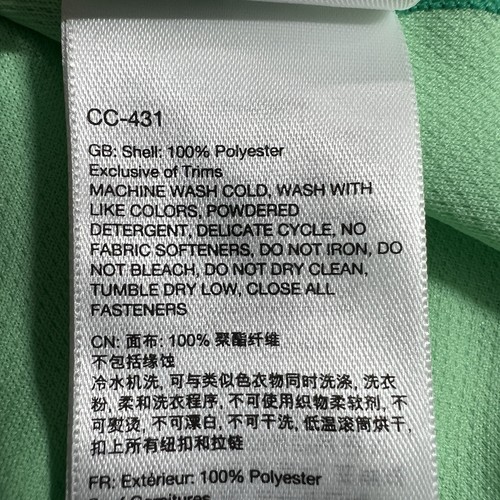 CC-431
GB: Shell: 100% Polyester
Exclusive of Trims
MACHINE WASH COLD, WASH WITH
LIKE COLORS, POWDERED
DETERGENT, DELICATE CYCLE, NO
FABRIC SOFTENERS, DO NOT IRON, DO
NOT BLEACH, DO NOT DRY CLEAN,
TUMBLE DRY LOW, CLOSE ALL
FASTENERS
CN: 面布: 100% 聚酯纤维
不包括缘蚀
冷水机洗, 可与类似色衣物同时洗涤, 洗衣
粉, 柔和洗衣程序, 不可使用织物柔软剂, 不
可熨烫, 不可漂白, 不可干洗, 低温滚筒烘干,
扣上所有纽扣和拉链
FR: Extérieur: 100% Polyester